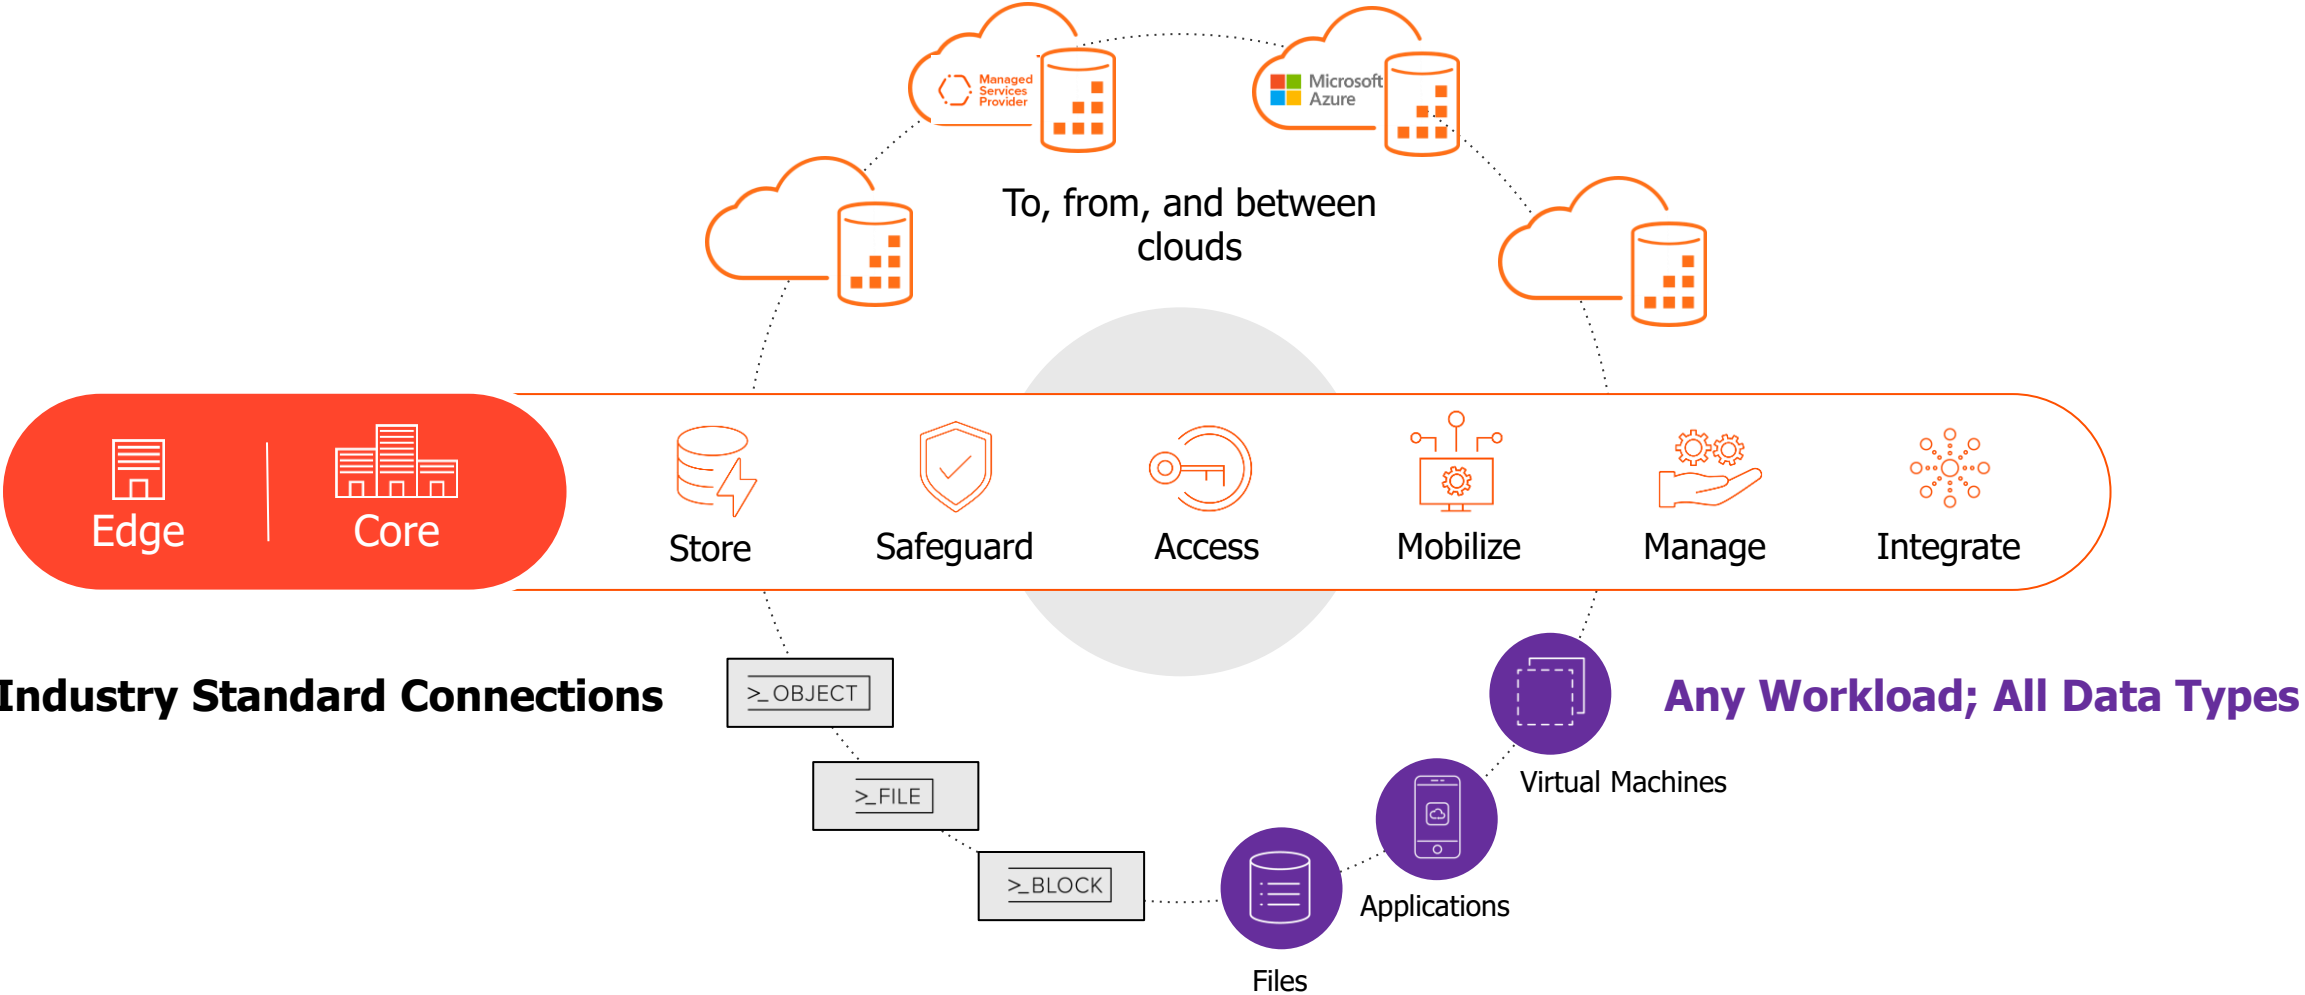 Managed
Services
Provider
Microsoft
Azure
To, from, and between
clouds
Edge
Core
Store
Safeguard
Access
Mobilize
Manage
Integrate
Industry Standard Connections
>_OBJECT
>_FILE
>_BLOCK
Any Workload; All Data Types
Virtual Machines
Applications
Files